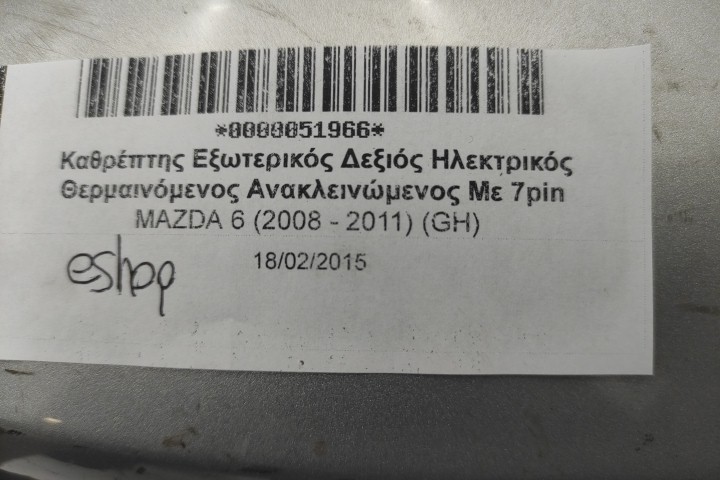 *0000051966*
Καθρέπτης Εξωτερικός Δεξιός Ηλεκτρικός
Θερμαινόμενος Ανακλεινώμενος Με 7pin
MAZDA 6 (2008 - 2011) (GH)
18/02/2015
eshop